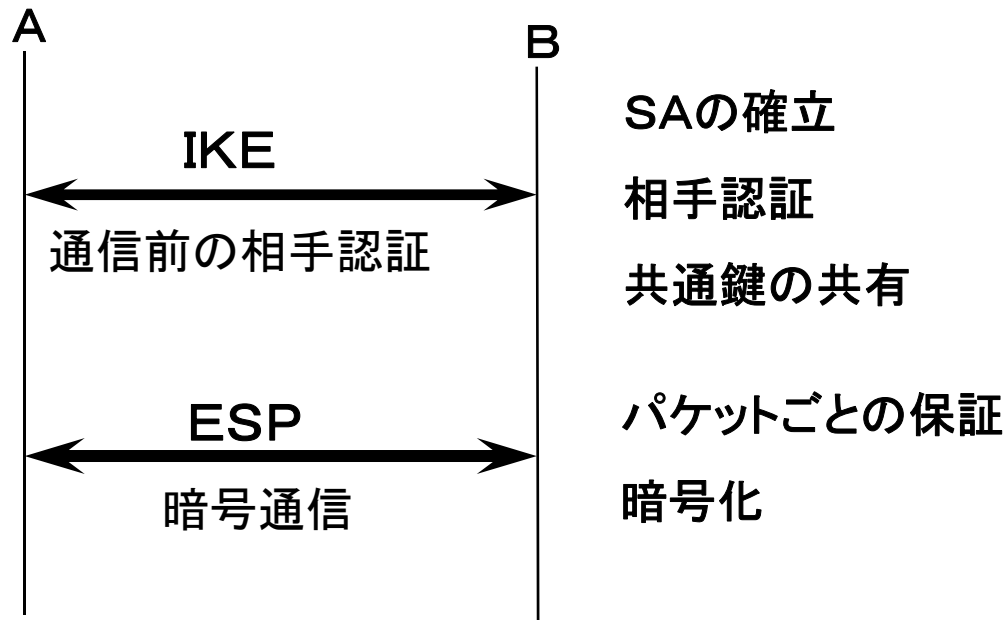 A
B
IKE
通信前の相手認証
SAの確立
相手認証
共通鍵の共有
ESP
暗号通信
パケットごとの保証
暗号化